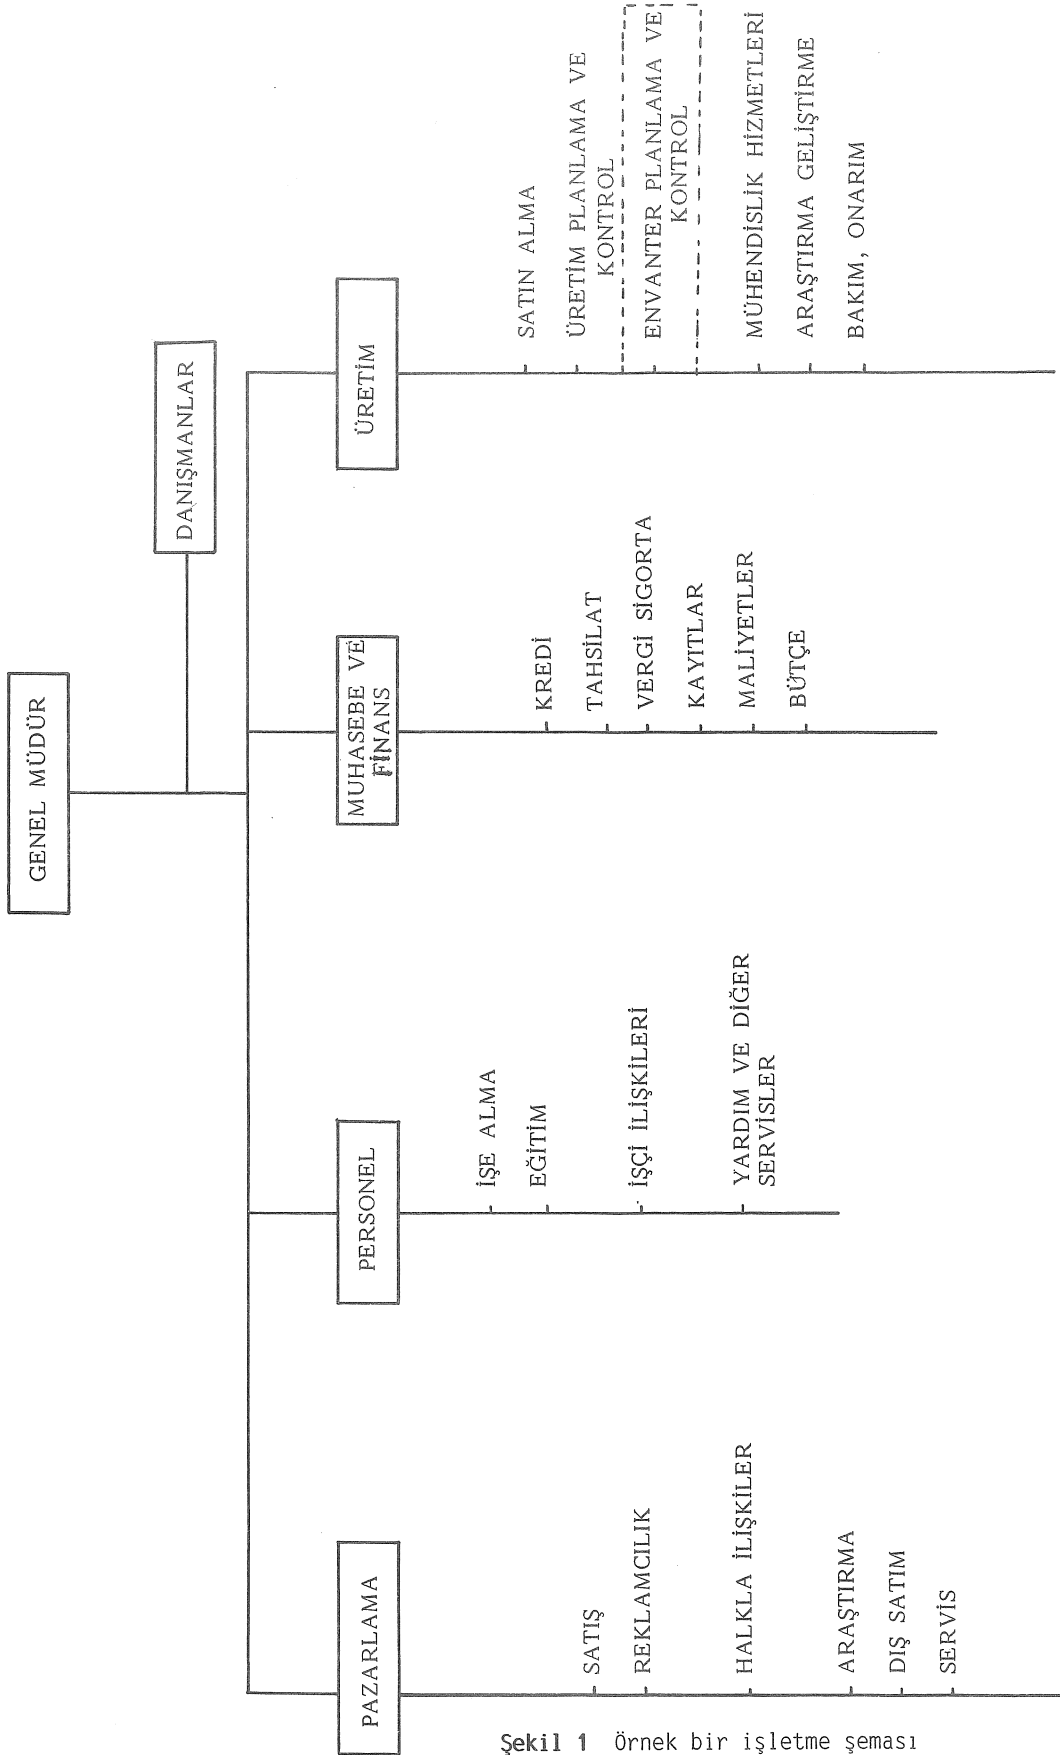 GENEL MÜDÜR
DANIŞMANLAR
PAZARLAMA
SATIŞ
REKLAMCILIK
HALKLA İLİŞKİLER
ARAŞTIRMA
DIŞ SATIM
SERVİS
PERSONEL
İŞE ALMA
EĞİTİM
İŞÇİ İLİŞKİLERİ
YARDIM VE DİĞER
SERVİSLER
MUHASEBE VE
FİNANS
KREDİ
TAHSİLAT
VERGİ SİGORTA
KAYITLAR
MALİYETLER
BÜTÇE
ÜRETİM
SATIN ALMA
ÜRETİM PLANLAMA VE
KONTROL
ENVANTER PLANLAMA VE
KONTROL
MÜHENDİSLİK HİZMETLERİ
ARAŞTIRMA GELİŞTİRME
BAKIM, ONARIM
Şekil 1 Örnek bir işletme şeması